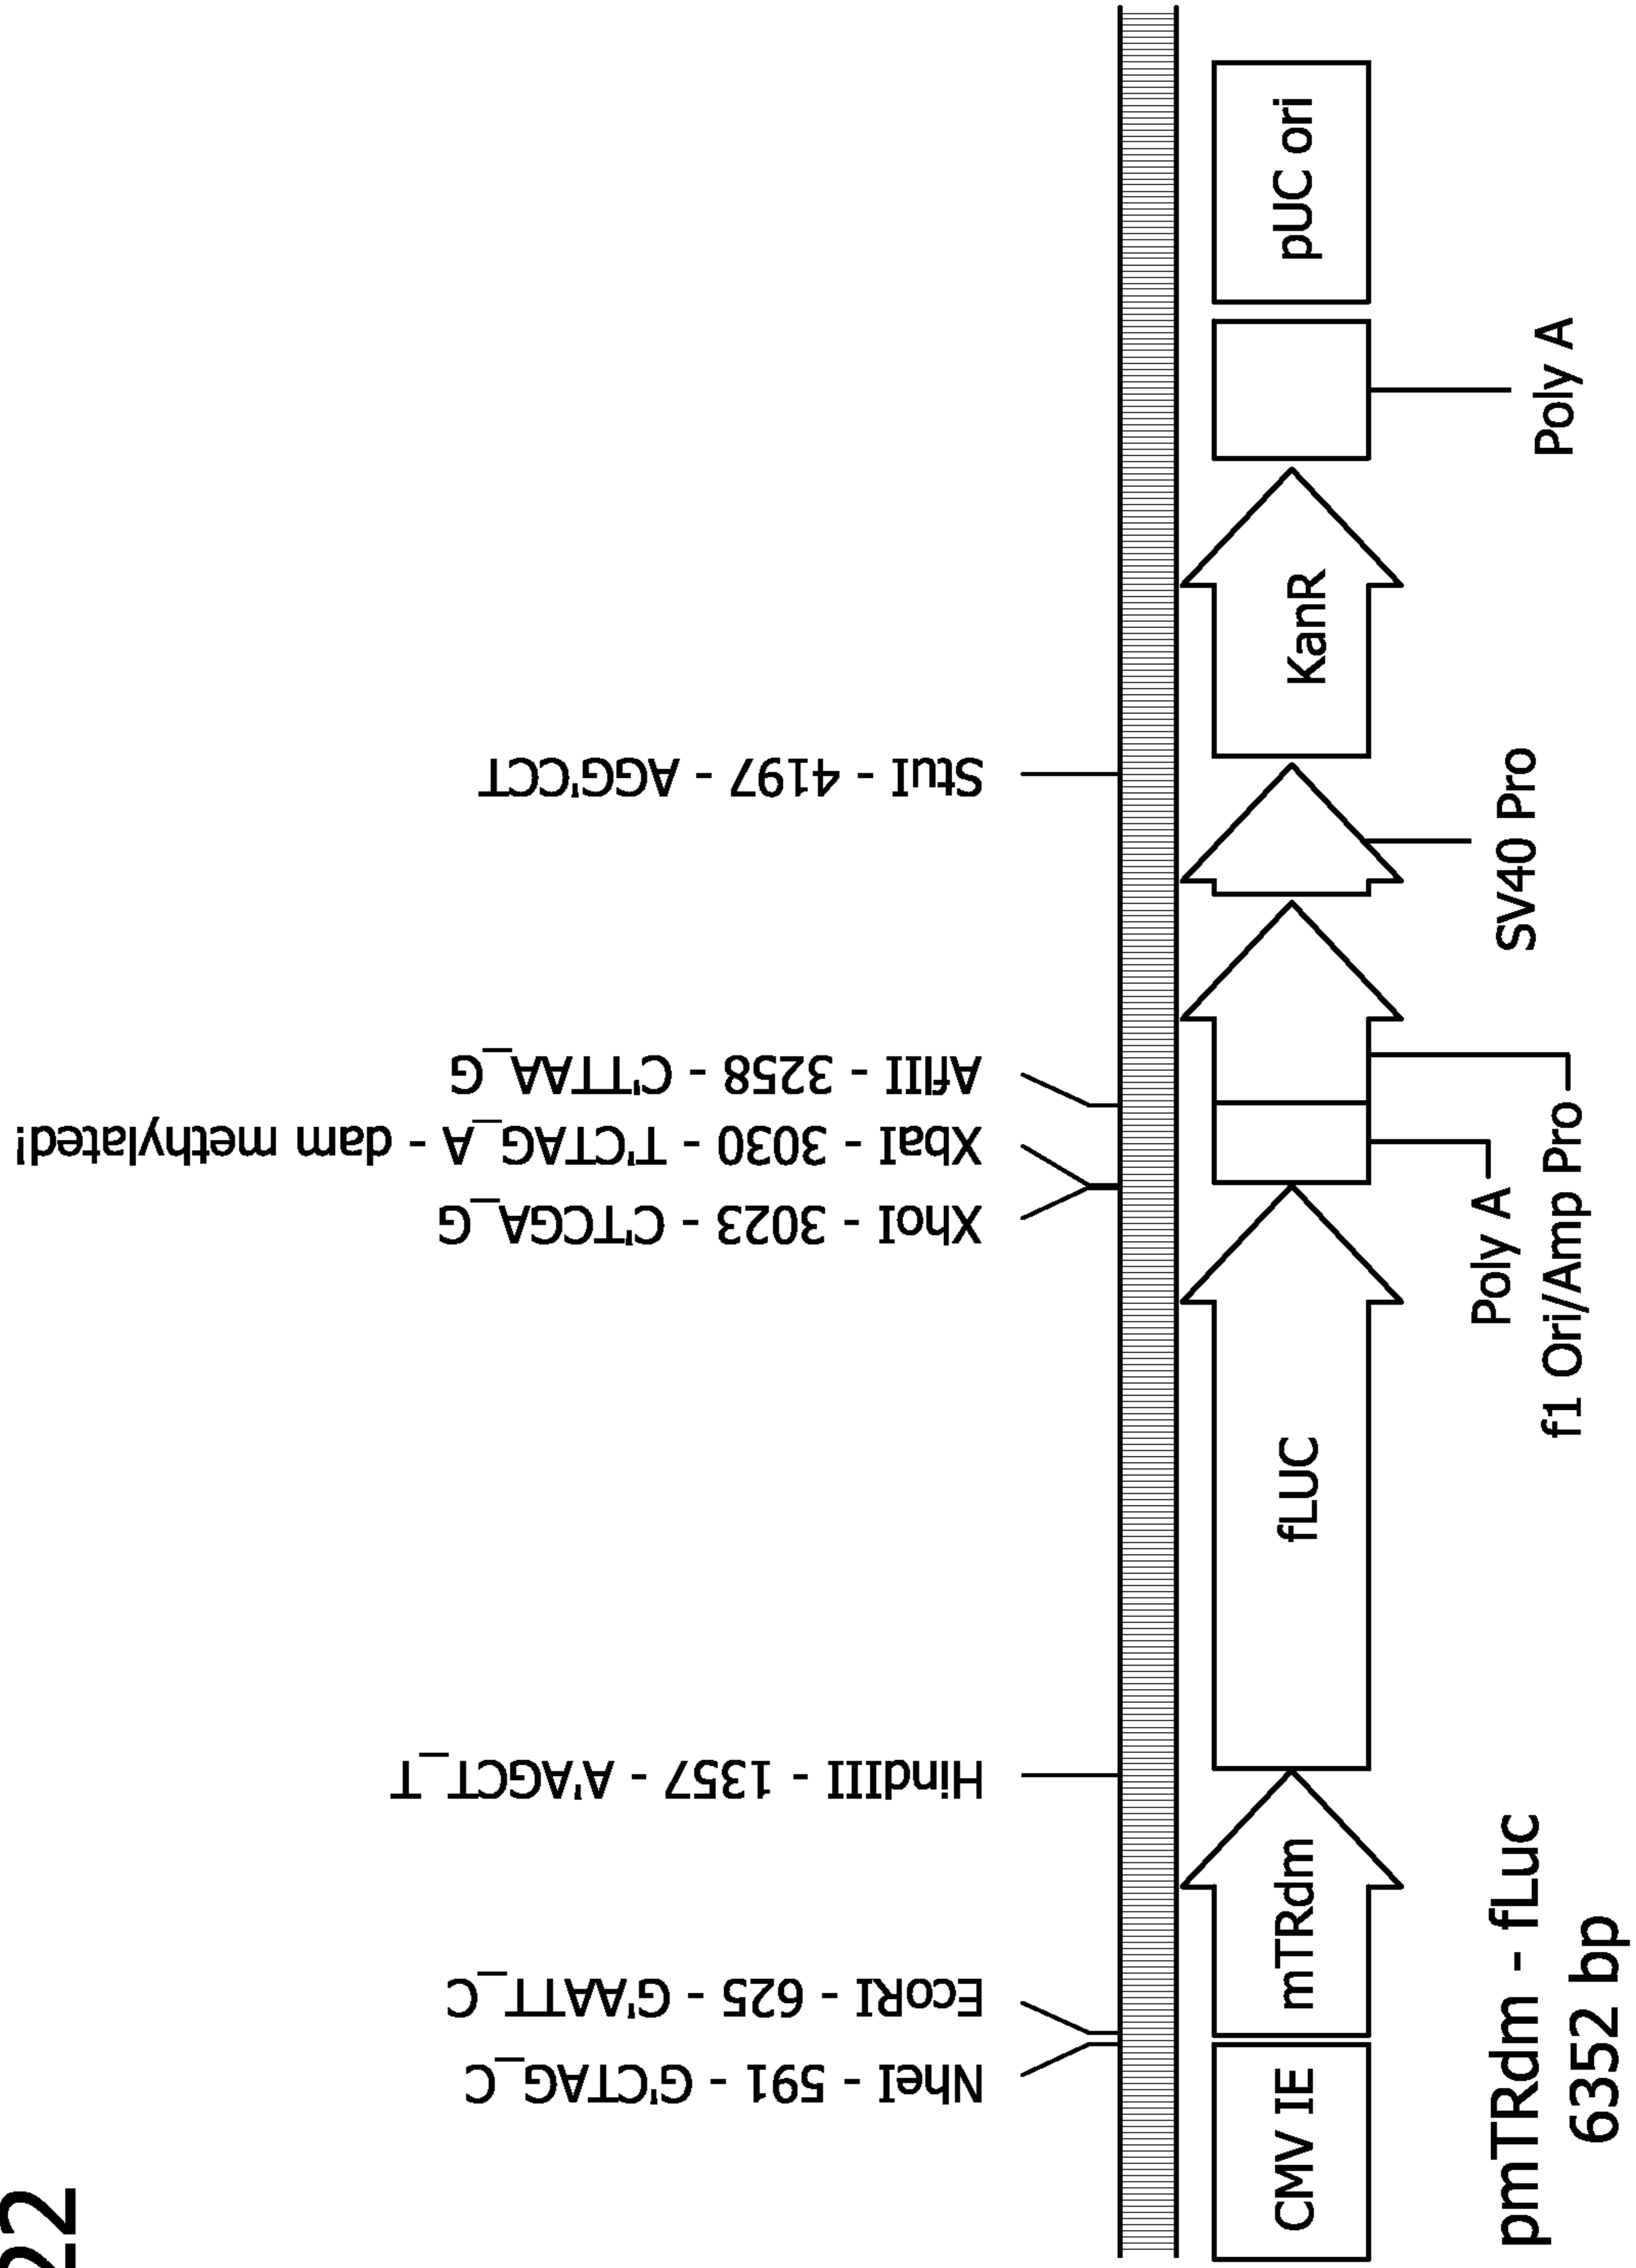 22
NheI - 591 - G'CTAG_C
EcoRI - 625 - G'AATT_C
HindIII - 1357 - A'AGCT_T
XhoI - 3023 - C'TCGA_G
XbaI - 3030 - T'CTAG_A - dam methylated!
AflII - 3258 - C'TTAA_G
StuI - 4197 - AGG'CCT
CMV IE
mTRdm
fLUC
KanR
pUC ori
Poly A
f1 Ori/Amp Pro
SV40 Pro
Poly A
pmTRdm - fLuc
6352 bp